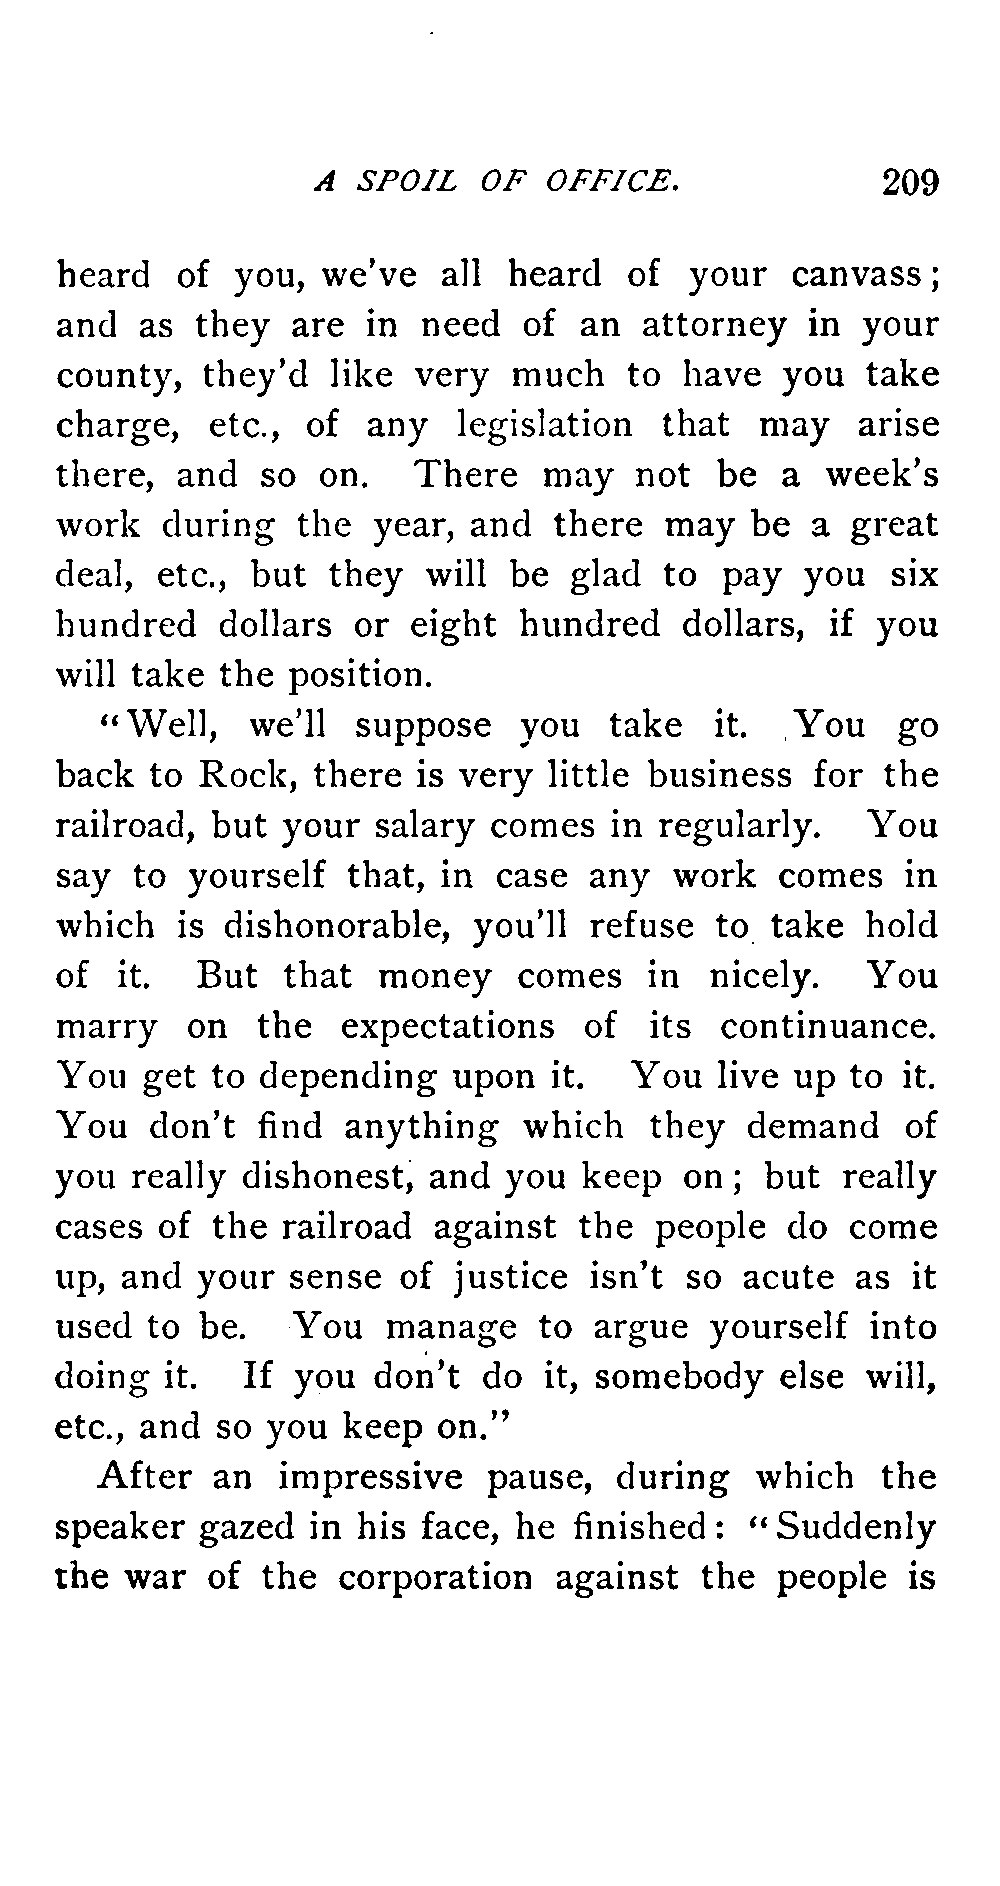 A SPOIL OF OFFICE. 209
heard of you, we've all heard of your canvass;
and as they are in need of an attorney in your
county, they'd like very much to have you take
charge, etc., of any legislation that may arise
there, and so on. There may not be a week's
work during the year, and there may be a great
deal, etc., but they will be glad to pay you six
hundred dollars or eight hundred dollars, if you
will take the position.
"Well, we'll suppose you take it. You go
back to Rock, there is very little business for the
railroad, but your salary comes in regularly. You
say to yourself that, in case any work comes in
which is dishonorable, you'll refuse to take hold
of it. But that money comes in nicely. You
marry on the expectations of its continuance.
You get to depending upon it. You live up to it.
You don't find anything which they demand of
you really dishonest, and you keep on; but really
cases of the railroad against the people do come
up, and your sense of justice isn't so acute as it
used to be. You manage to argue yourself into
doing it. If you don't do it, somebody else will,
etc., and so you keep on."
After an impressive pause, during which the
speaker gazed in his face, he finished: "Suddenly
the war of the corporation against the people is